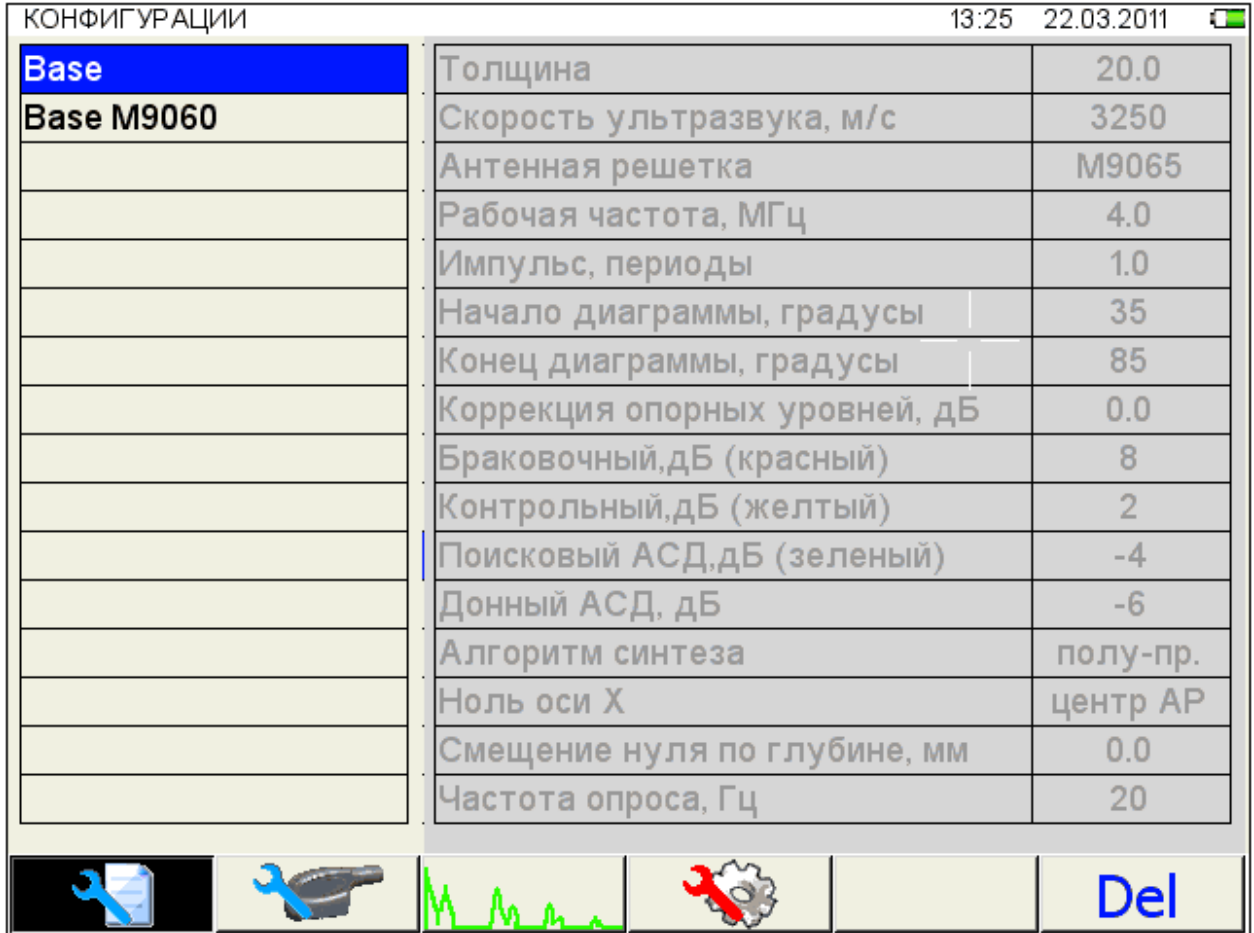 КОНФИГУРАЦИИ 13:25 22.03.2011
Base
Base M9060
Толщина 20.0
Скорость ультразвука, м/с 3250
Антенная решетка M9065
Рабочая частота, МГц 4.0
Импульс, периоды 1.0
Начало диаграммы, градусы 35
Конец диаграммы, градусы 85
Коррекция опорных уровней, дБ 0.0
Браковочный,дБ (красный) 8
Контрольный,дБ (желтый) 2
Поисковый АСД,дБ (зеленый) -4
Донный АСД, дБ -6
Алгоритм синтеза полу-пр.
Ноль оси X центр АР
Смещение нуля по глубине, мм 0.0
Частота опроса, Гц 20
Del